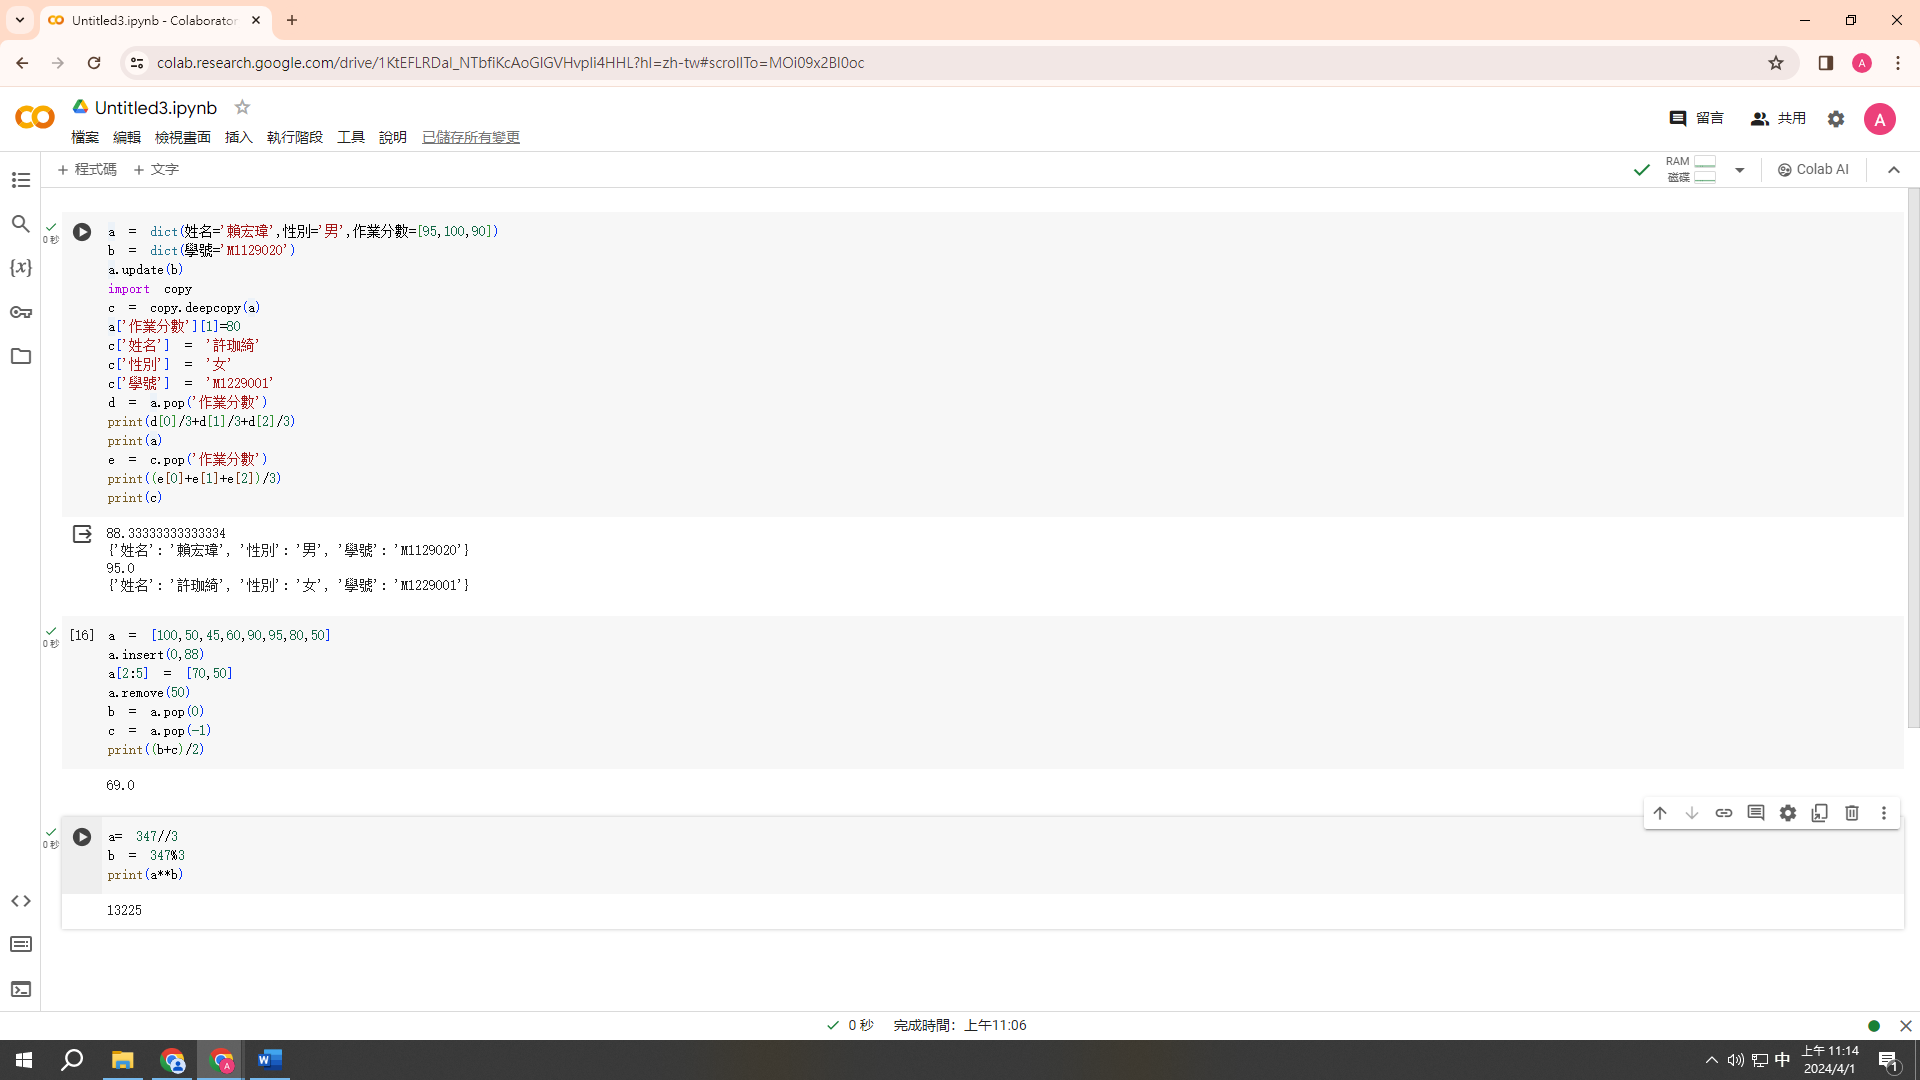 Untitled3.ipynb - Colaborator
colab.research.google.com/drive/1KtEFLRDal_NTbfiKcAoGlGVHvpIi4HHL?hl=zh-tw#scrollTo=MOi09x2BI0oc
A
Untitled3.ipynb
檔案 編輯 檢視畫面 插入 執行階段 工具 說明 已儲存所有變更
留言 共用 A
+ 程式碼 + 文字
RAM
磁碟
Colab AI
0 秒
a = dict(姓名='賴宏瑋',性別='男',作業分數=[95,100,90])
b = dict(學號='M1129020')
a.update(b)
import copy
c = copy.deepcopy(a)
a['作業分數'][1]=80
c['姓名'] = '許珈綺'
c['性別'] = '女'
c['學號'] = 'M1229001'
d = a.pop('作業分數')
print(d[0]/3+d[1]/3+d[2]/3)
print(a)
e = c.pop('作業分數')
print((e[0]+e[1]+e[2])/3)
print(c)
88.33333333333334
{'姓名': '賴宏瑋', '性別': '男', '學號': 'M1129020'}
95.0
{'姓名': '許珈綺', '性別': '女', '學號': 'M1229001'}
0 秒
[16] a = [100,50,45,60,90,95,80,50]
a.insert(0,88)
a[2:5] = [70,50]
a.remove(50)
b = a.pop(0)
c = a.pop(-1)
print((b+c)/2)
69.0
0 秒
a= 347//3
b = 347%3
print(a**b)
13225
0 秒 完成時間：上午11:06
中
上午 11:14
2024/4/1
1